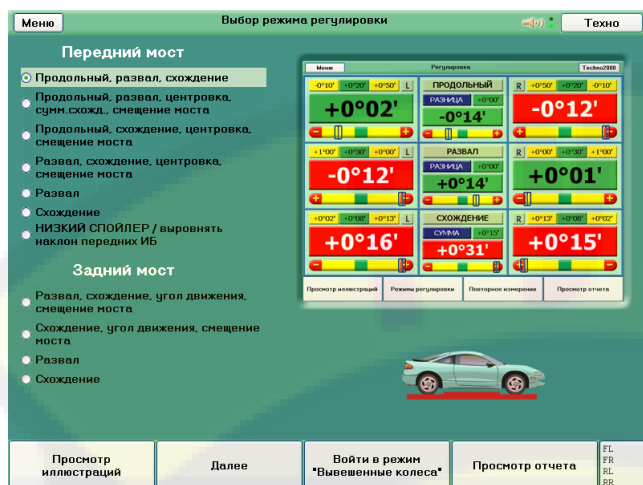 Меню
Выбор режима регулировки
Техно
Передний мост
Продольный, развал, схождение
Продольный, развал, центровка,
сумм.схожд., смещение моста
Продольный, схождение, центровка,
смещение моста
Развал, схождение, центровка,
смещение моста
Развал
Схождение
НИЗКИЙ СПОЙЛЕР / выровнять
наклон передних ИБ
Задний мост
Развал, схождение, угол движения,
смещение моста
Схождение, угол движения, смещение
моста
Развал
Схождение
Меню Регулировка Techno2000
-0°10' +0°20' +0°50' L ПРОДОЛЬНЫЙ R +0°50' +0°20' -0°10'
РАЗНИЦА +0°00'
+0°02' -0°14' -0°12'
+1°00' +0°30' +0°00' L РАЗВАЛ R +0°00' +0°30' +1°00'
РАЗНИЦА +0°00'
-0°12' +0°14' +0°01'
+0°02' +0°08' +0°13' L СХОЖДЕНИЕ R +0°13' +0°08' +0°02'
СУММА +0°15'
+0°16' +0°31' +0°15'
Просмотр иллюстраций Режимы регулировки Повторное измерение Просмотр отчета
Просмотр
иллюстраций
Далее
Войти в режим
"Вывешенные колеса"
Просмотр отчета
FL
FR
RL
RR